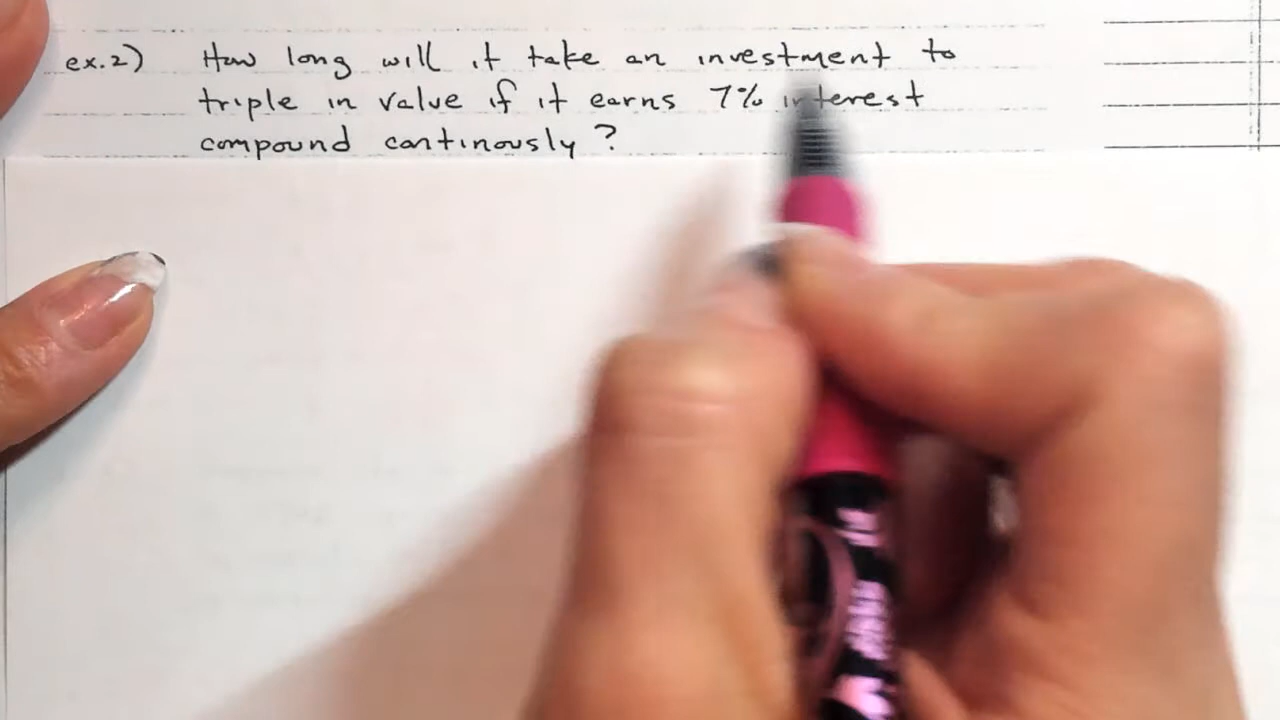 ex.2) How long will it take an investment to
triple in value if it earns 7% interest
compound continously?